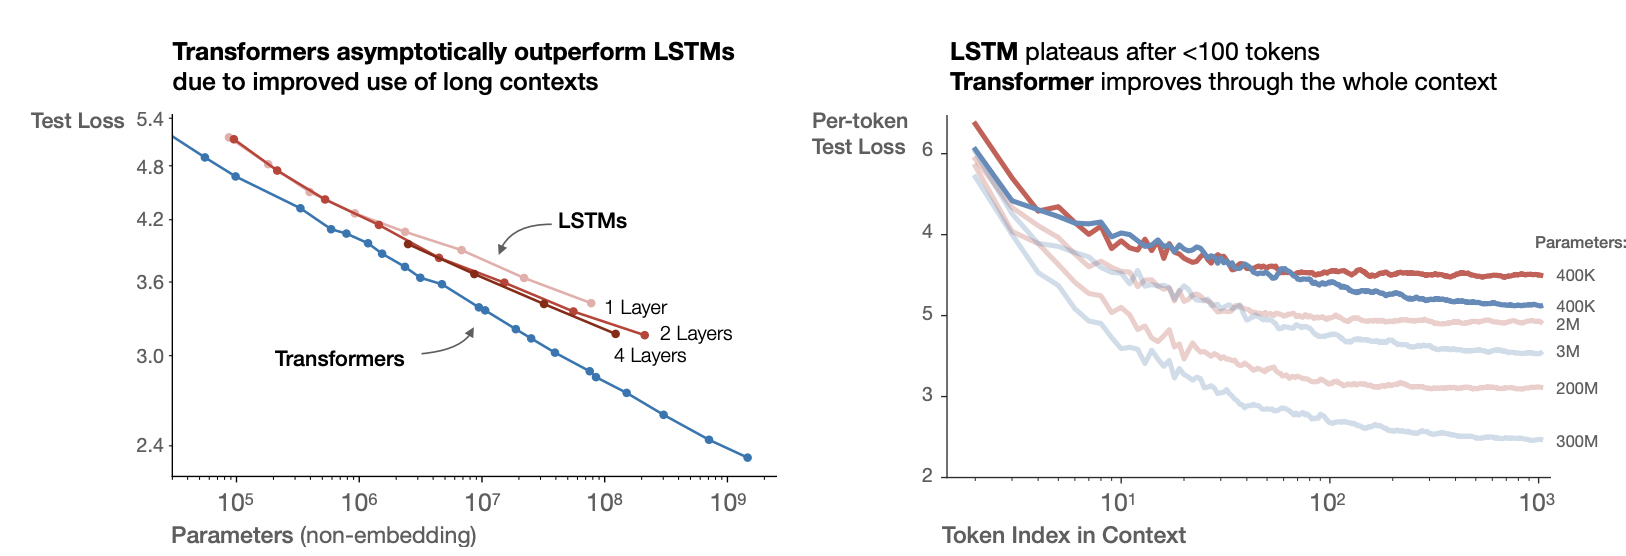 Transformers asymptotically outperform LSTMs
due to improved use of long contexts
Test Loss
5.4
4.8
4.2
3.6
3.0
2.4
LSTMs
1 Layer
2 Layers
4 Layers
Transformers
10⁵
10⁶
10⁷
10⁸
10⁹
Parameters (non-embedding)
LSTM plateaus after <100 tokens
Transformer improves through the whole context
Per-token
Test Loss
6
4
5
3
2
Parameters:
400K
400K
2M
3M
200M
300M
10¹
10²
10³
Token Index in Context